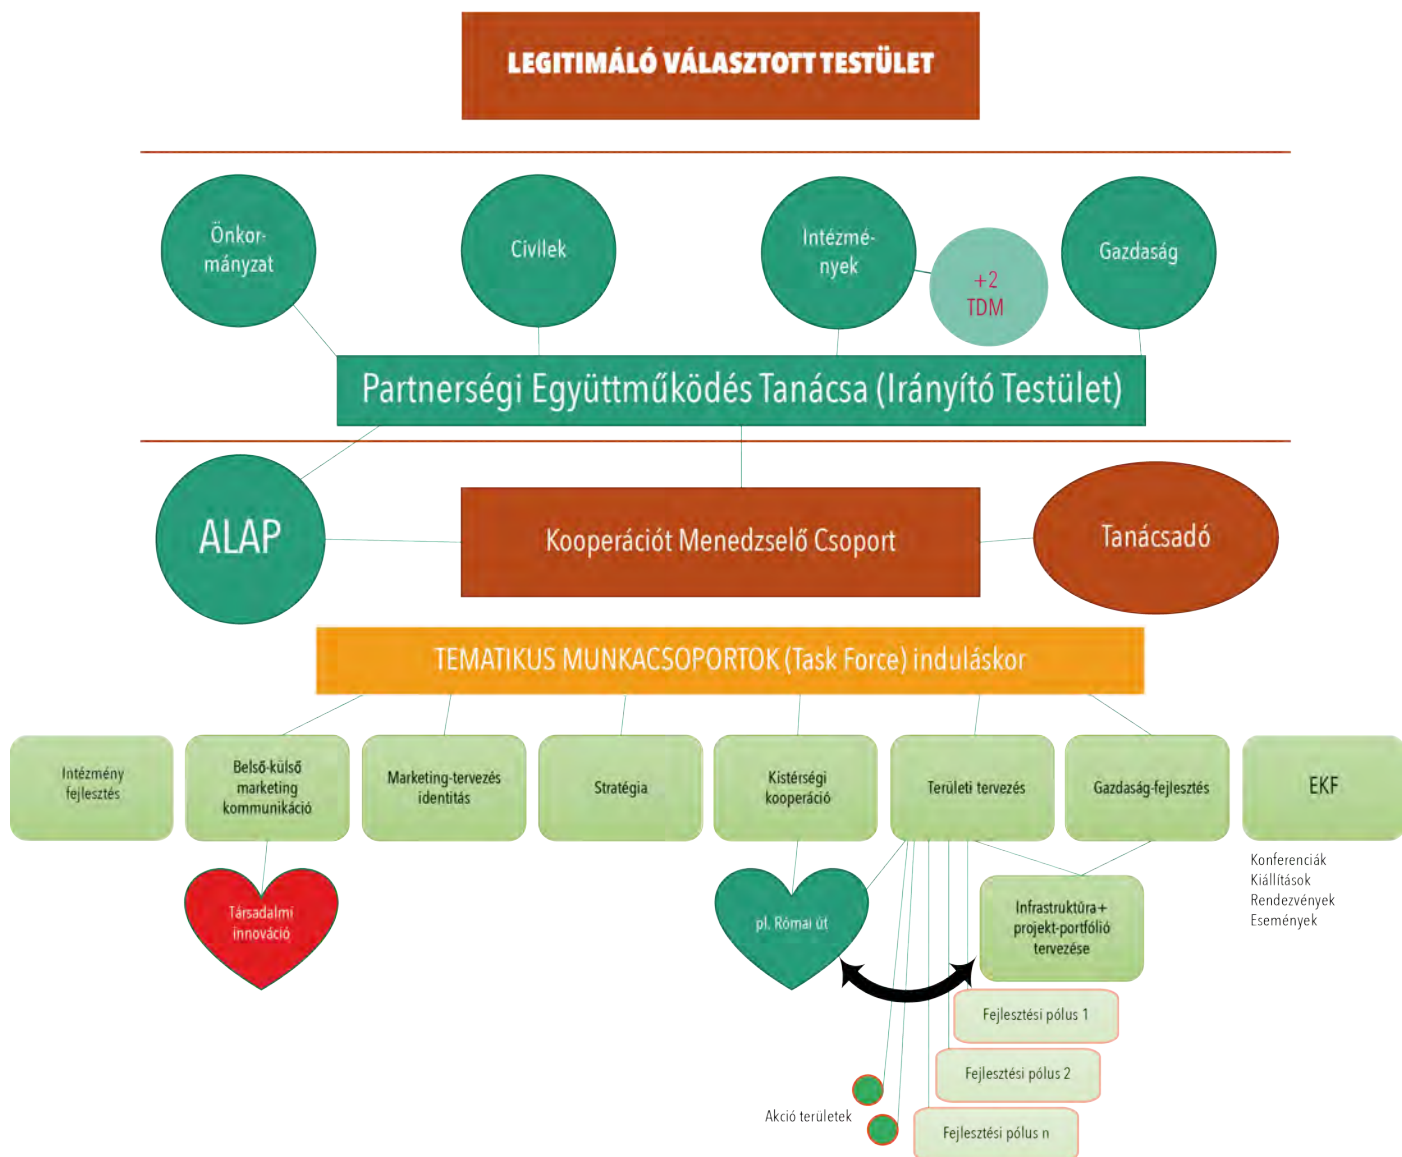 LEGITIMÁLÓ VÁLASZTOTT TESTÜLET
Önkor-
mányzat
Civilek
Intézmé-
nyek
+2
TDM
Gazdaság
Partnerségi Együttműködés Tanácsa (Irányító Testület)
ALAP
Kooperációt Menedzselő Csoport
Tanácsadó
TEMATIKUS MUNKACSOPORTOK (Task Force) induláskor
Intézmény
fejlesztés
Belső-külső
marketing
kommunikáció
Marketing-tervezés
identitás
Stratégia
Kistérségi
kooperáció
Területi tervezés
Gazdaság-fejlesztés
EKF
Konferenciák
Kiállítások
Rendezvények
Események
Társadalmi
innováció
pl. Római út
Infrastruktúra+
projekt-portfólió
tervezése
Fejlesztési pólus 1
Fejlesztési pólus 2
Akció területek
Fejlesztési pólus n